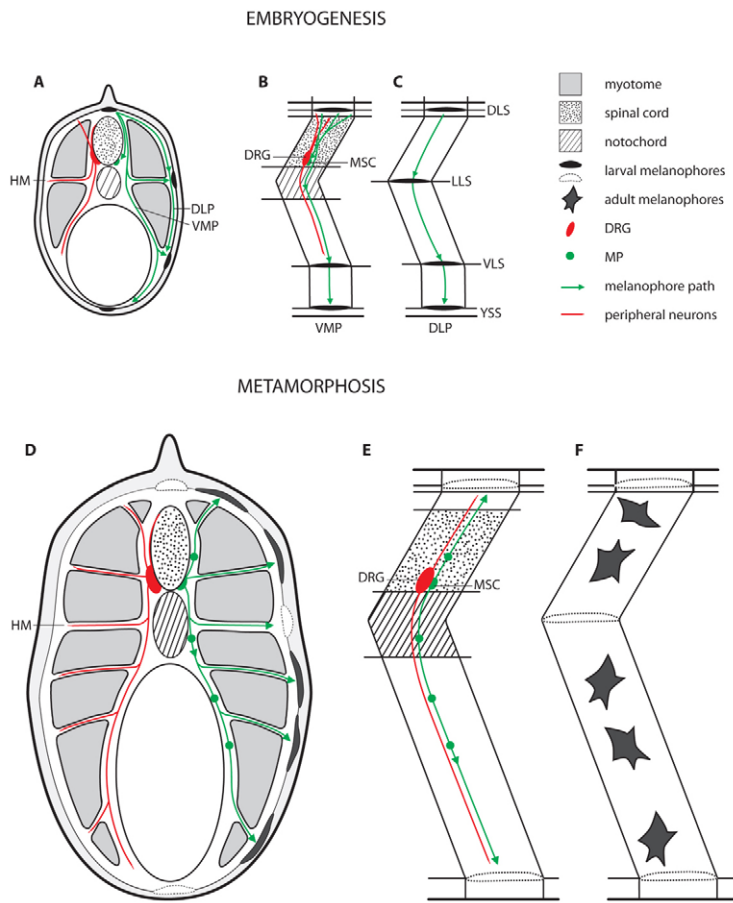 EMBRYOGENESIS
A
B
C
DLS
DRG
MSC
HM
LLS
DLP
VMP
VLS
YSS
VMP
DLP
myotome
spinal cord
notochord
larval melanophores
adult melanophores
DRG
MP
melanophore path
peripheral neurons
METAMORPHOSIS
D
E
F
DRG
MSC
HM